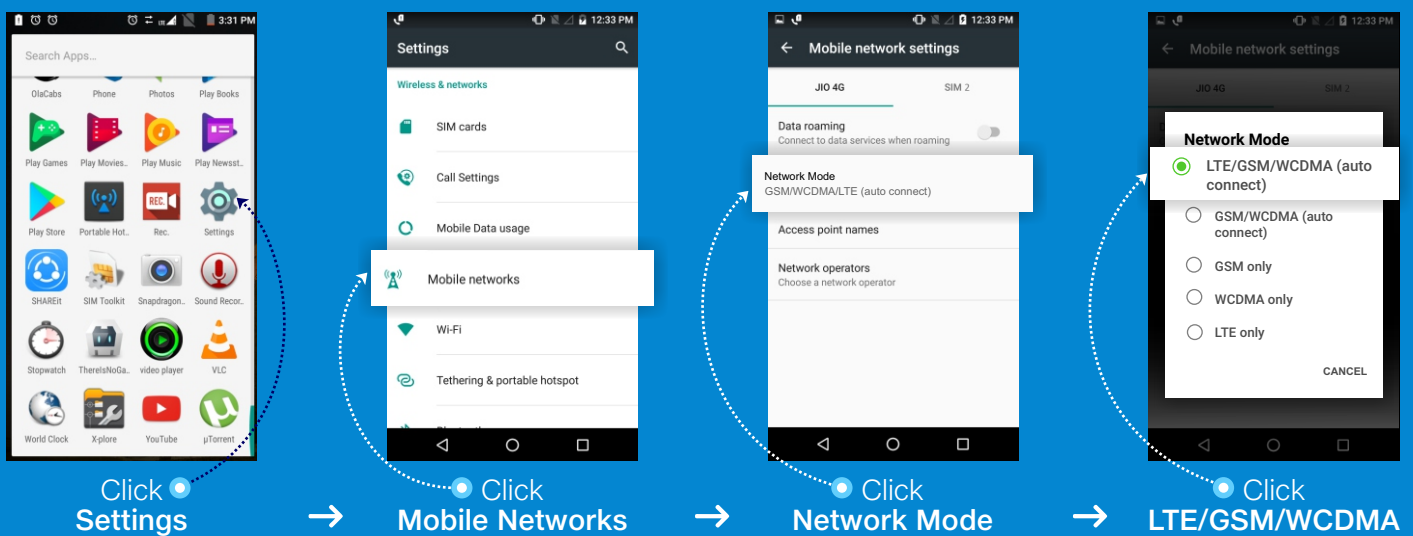 3:31 PM
Search Apps...
OlaCabs Phone Photos Play Books
Play Games Play Movies.. Play Music Play Newsst..
REC.
Play Store Portable Hot.. Rec. Settings
SHAREit SIM Toolkit Snapdragon.. Sound Recor..
Stopwatch ThereIsNoGa.. video player VLC
World Clock X-plore YouTube µTorrent
Click
Settings
12:33 PM
Settings
Wireless & networks
SIM cards
Call Settings
Mobile Data usage
Mobile networks
Wi-Fi
Tethering & portable hotspot
Click
Mobile Networks
12:33 PM
Mobile network settings
JIO 4G SIM 2
Data roaming
Connect to data services when roaming
Network Mode
GSM/WCDMA/LTE (auto connect)
Access point names
Network operators
Choose a network operator
Click
Network Mode
12:33 PM
Mobile network settings
JIO 4G SIM 2
Network Mode
LTE/GSM/WCDMA (auto
connect)
GSM/WCDMA (auto
connect)
GSM only
WCDMA only
LTE only
CANCEL
Click
LTE/GSM/WCDMA